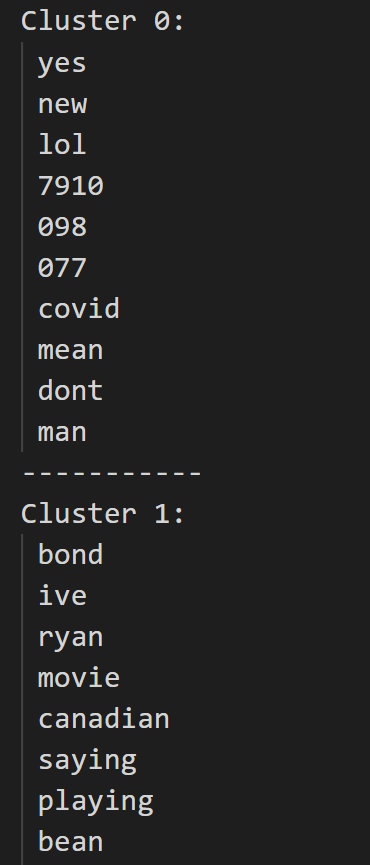 Cluster 0:
yes
new
lol
7910
098
077
covid
mean
dont
man
-----------
Cluster 1:
bond
ive
ryan
movie
canadian
saying
playing
bean